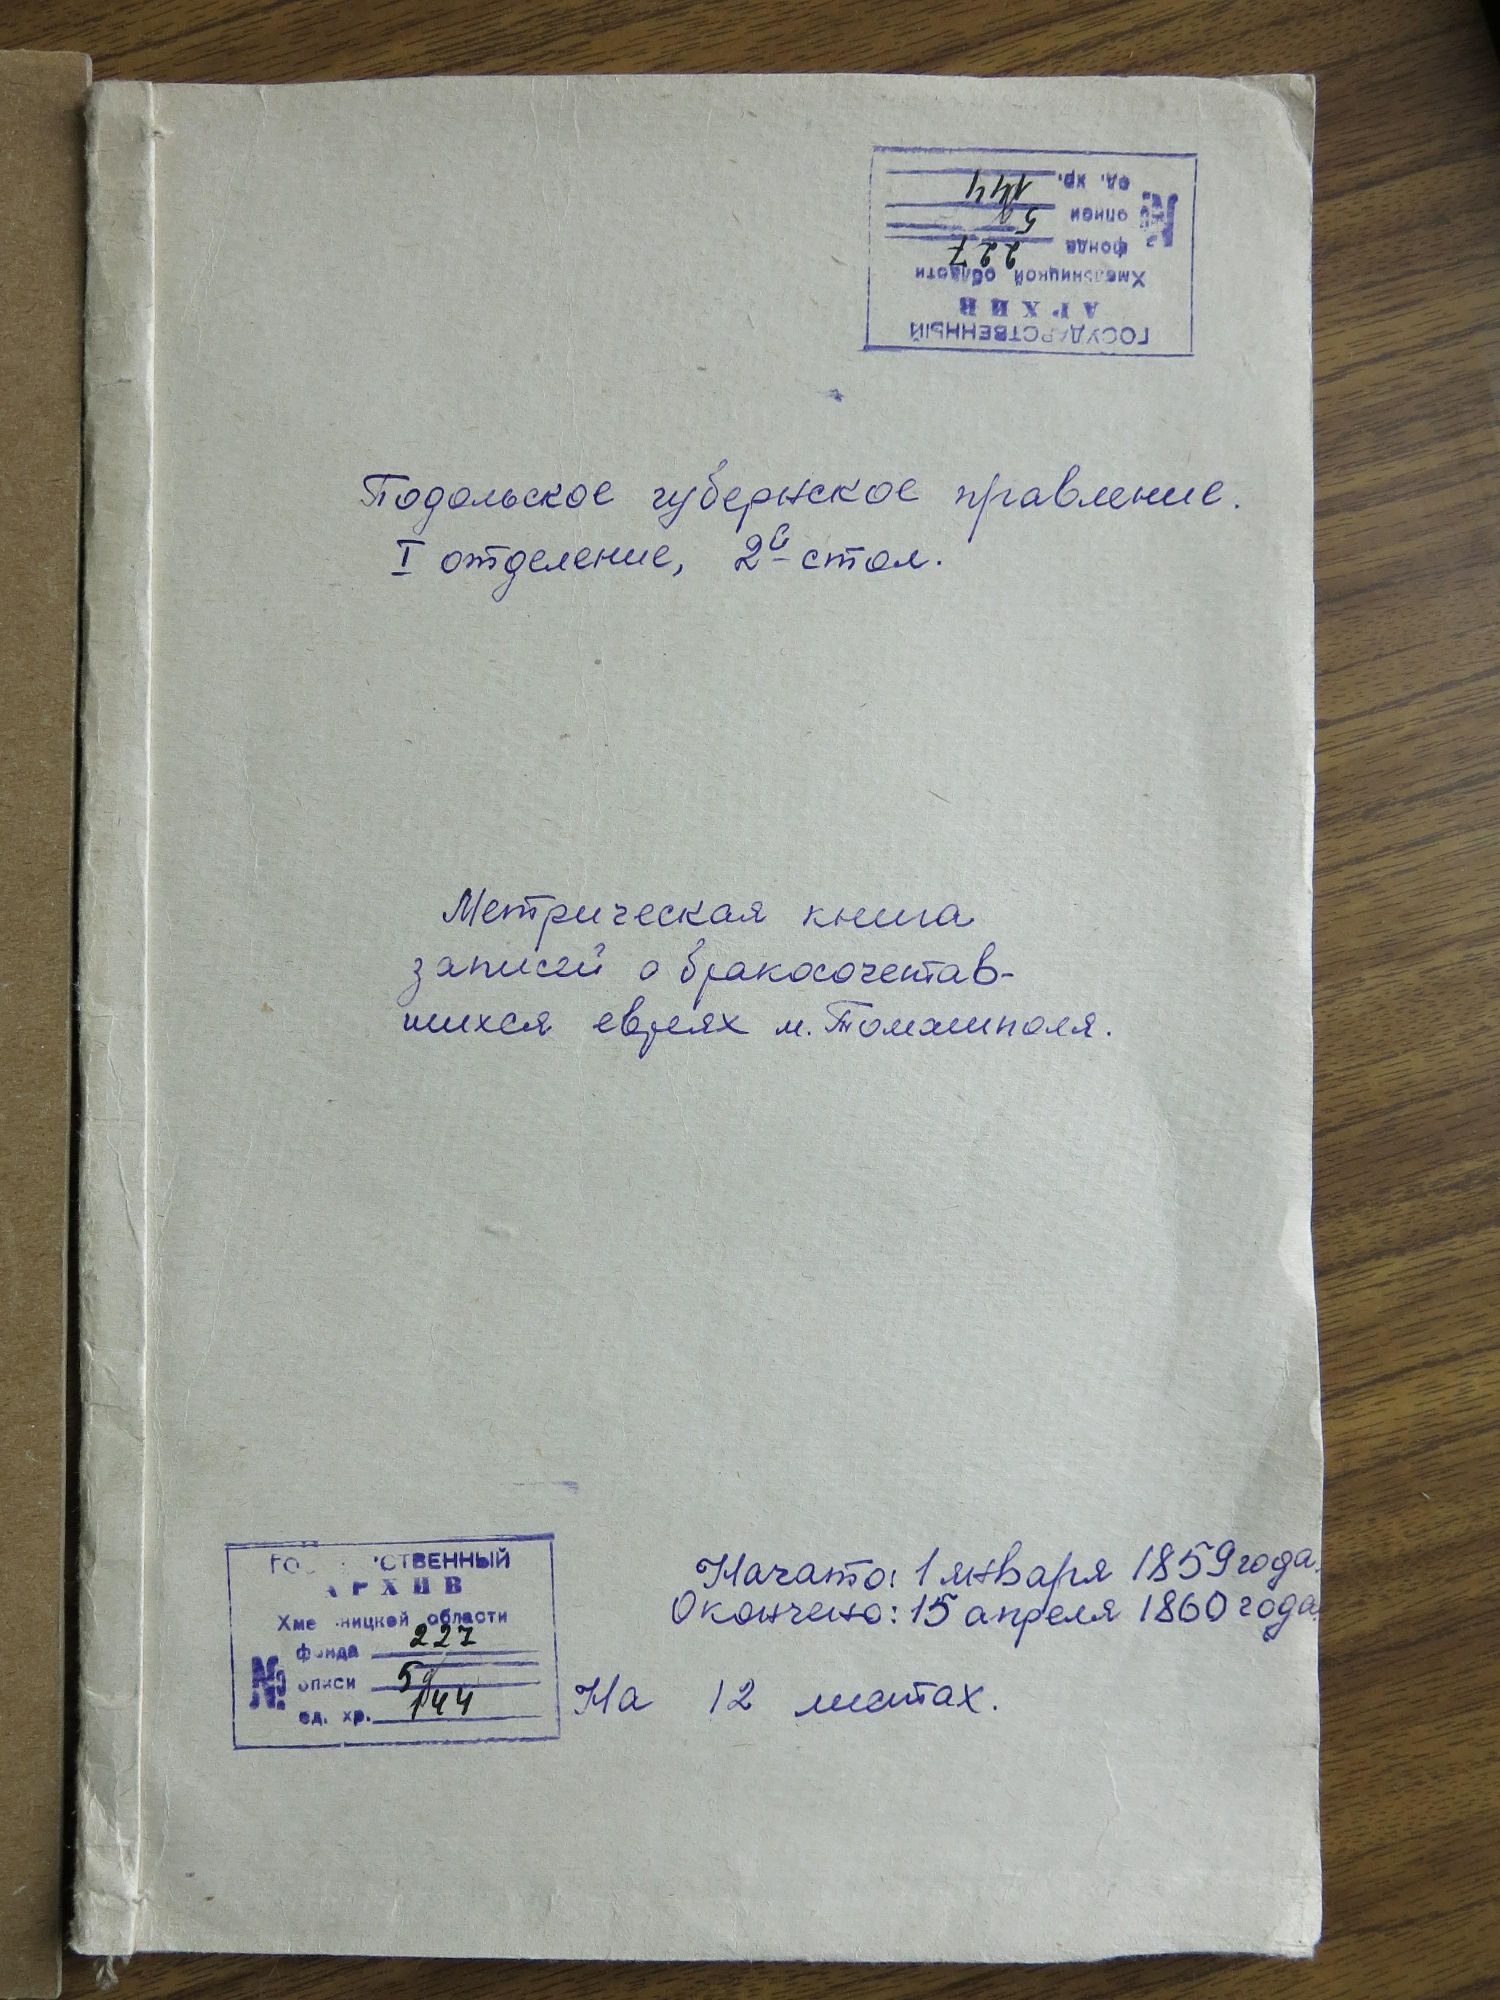 ГОСУДАРСТВЕННЫЙ
АРХИВ
Хмельницкой области
№
фонда 227
описи 5
ед. хр. 144
Подольское губернское правление.
I отделение, 2й стол.
Метрическая книга
записей о бракосочетав-
шихся евреях м. Томашполя.
ГОСУДАРСТВЕННЫЙ
АРХИВ
Хмельницкой области
№
фонда 227
описи 5
ед. хр. 144
Начато: 1 января 1859 года.
Окончено: 15 апреля 1860 года.
На 12 листах.